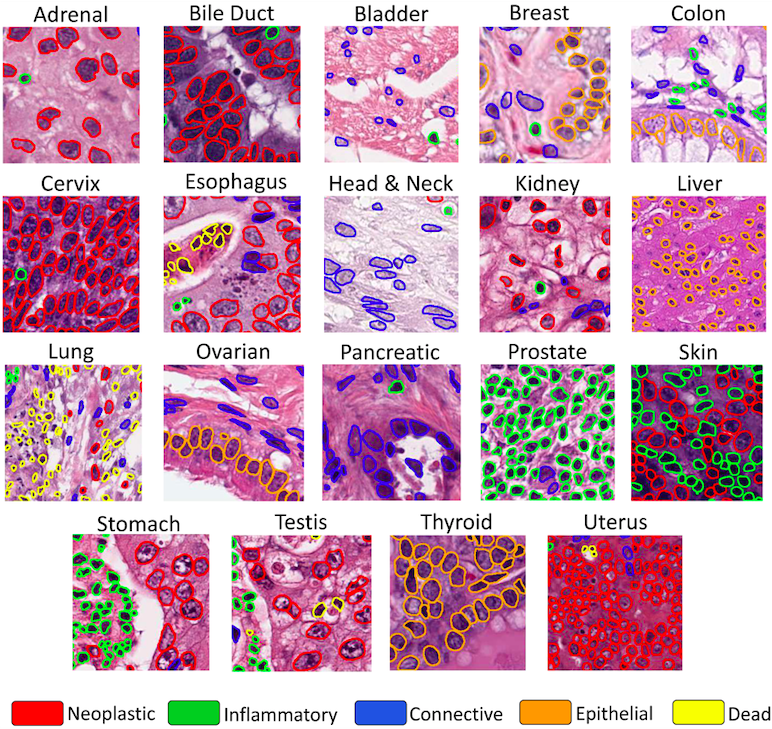 Adrenal Bile Duct Bladder Breast Colon
Cervix Esophagus Head & Neck Kidney Liver
Lung Ovarian Pancreatic Prostate Skin
Stomach Testis Thyroid Uterus
Neoplastic Inflammatory Connective Epithelial Dead